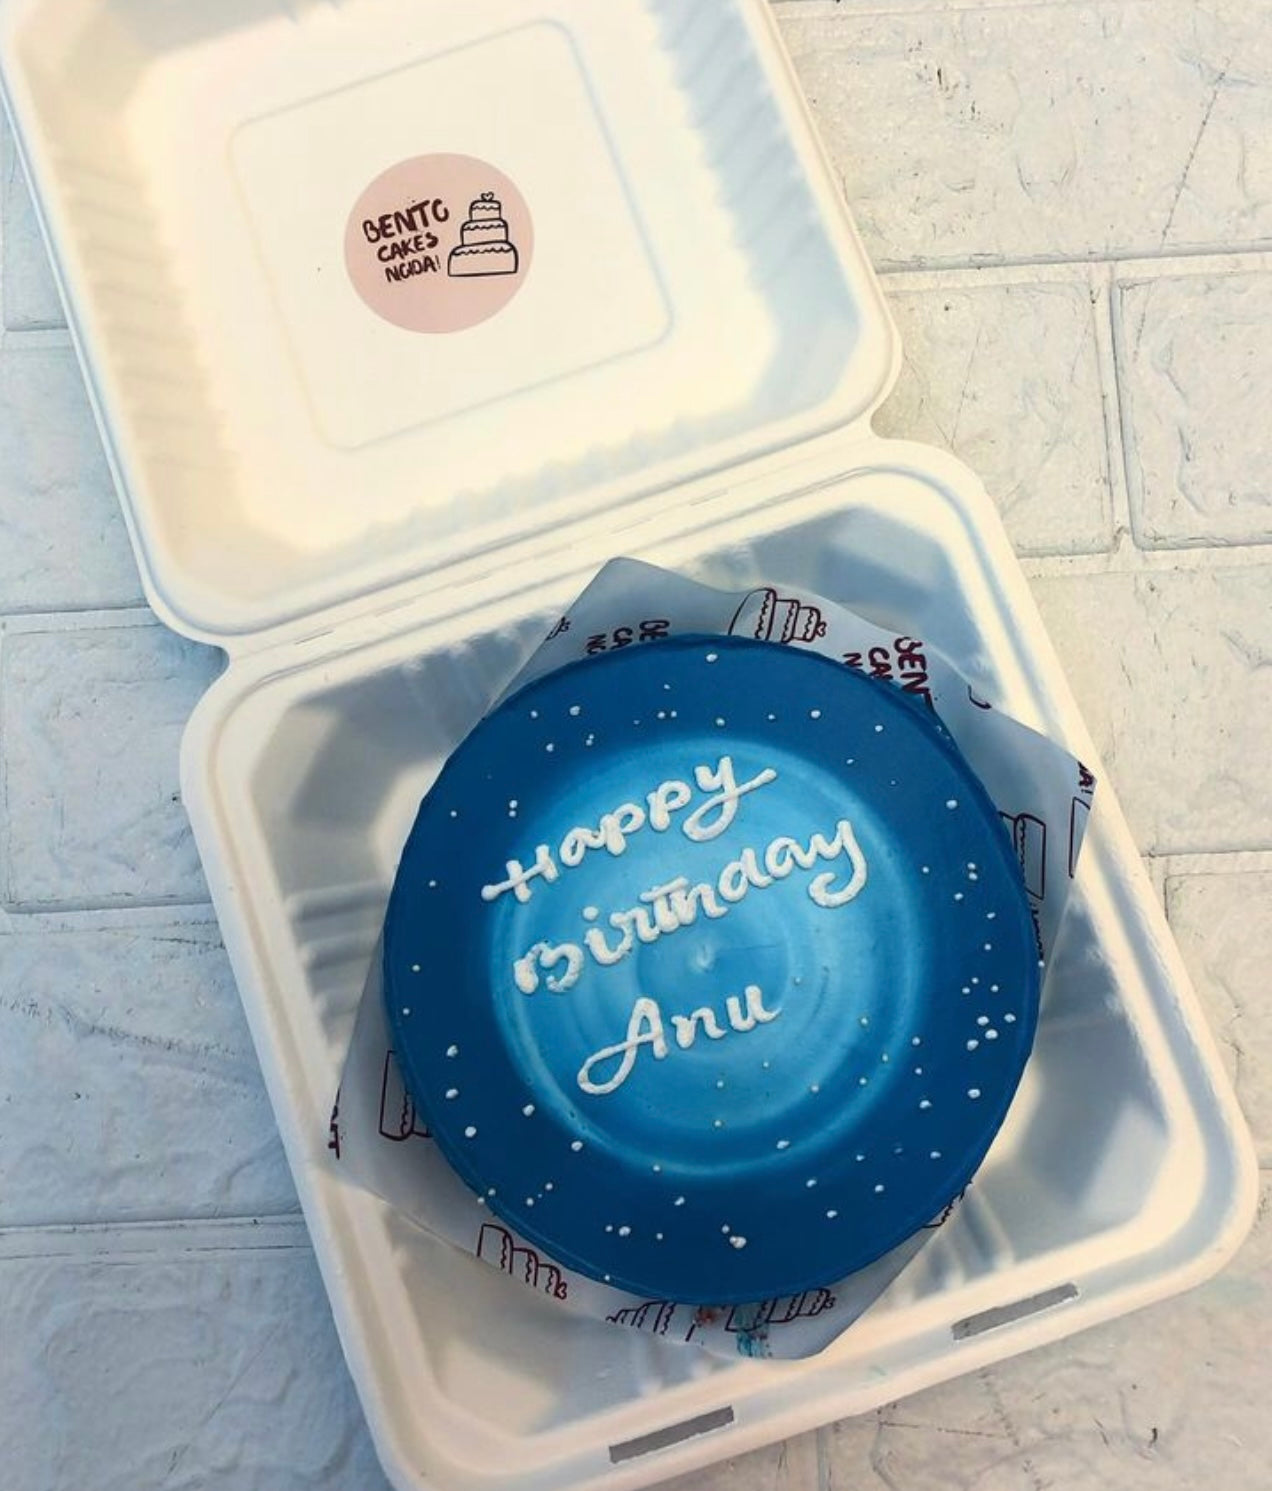 BENTO
CAKES
NOIDA!
Happy
Birthday
Anu